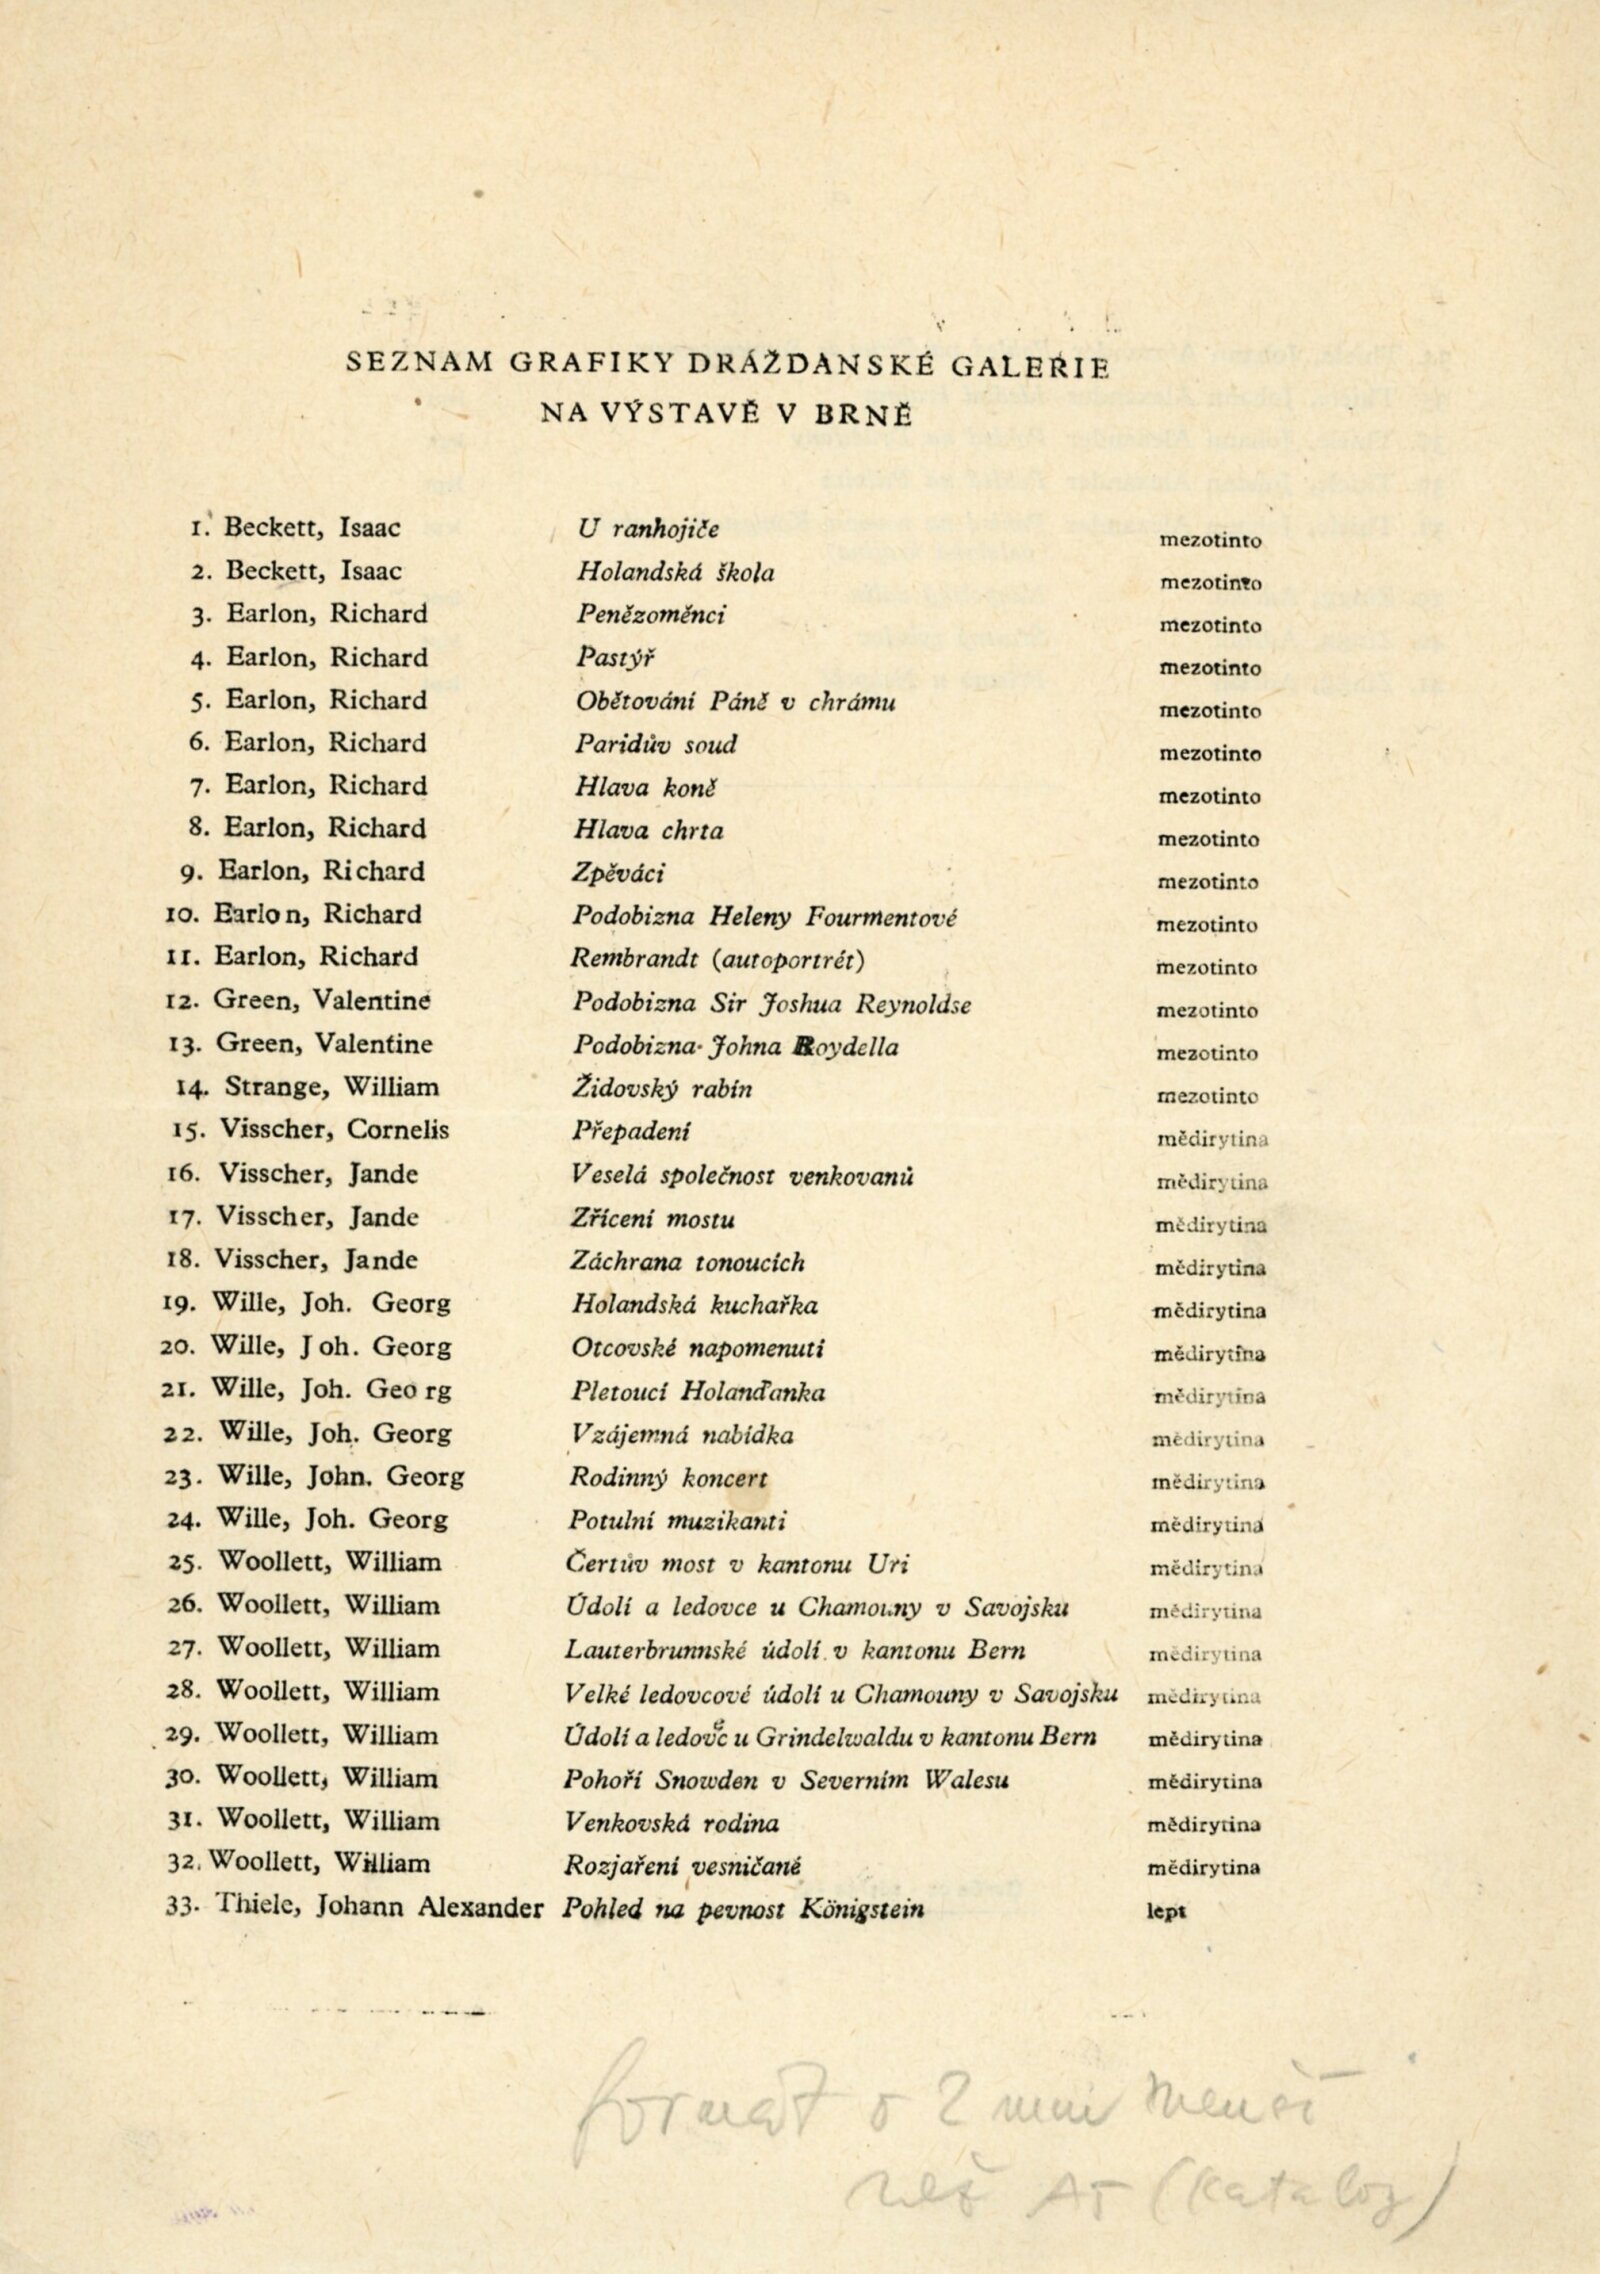 SEZNAM GRAFIKY DRÁŽDANSKÉ GALERIE
NA VÝSTAVĚ V BRNĚ
1. Beckett, Isaac U ranhojiče mezotinto
2. Beckett, Isaac Holandská škola mezotinto
3. Earlon, Richard Penězoměnci mezotinto
4. Earlon, Richard Pastýř mezotinto
5. Earlon, Richard Obětování Páně v chrámu mezotinto
6. Earlon, Richard Paridův soud mezotinto
7. Earlon, Richard Hlava koně mezotinto
8. Earlon, Richard Hlava chrta mezotinto
9. Earlon, Richard Zpěváci mezotinto
10. Earlon, Richard Podobizna Heleny Fourmentové mezotinto
11. Earlon, Richard Rembrandt (autoportrét) mezotinto
12. Green, Valentine Podobizna Sir Joshua Reynoldse mezotinto
13. Green, Valentine Podobizna Johna Boydella mezotinto
14. Strange, William Židovský rabín mezotinto
15. Visscher, Cornelis Přepadení mědirytina
16. Visscher, Jande Veselá společnost venkovanů mědirytina
17. Visscher, Jande Zřícení mostu mědirytina
18. Visscher, Jande Záchrana tonoucích mědirytina
19. Wille, Joh. Georg Holandská kuchařka mědirytina
20. Wille, Joh. Georg Otcovské napomenutí mědirytina
21. Wille, Joh. Georg Pletoucí Holanďanka mědirytina
22. Wille, Joh. Georg Vzájemná nabídka mědirytina
23. Wille, John. Georg Rodinný koncert mědirytina
24. Wille, Joh. Georg Potulní muzikanti mědirytina
25. Woollett, William Čertův most v kantonu Uri mědirytina
26. Woollett, William Údolí a ledovce u Chamouny v Savojsku mědirytina
27. Woollett, William Lauterbrunnské údolí v kantonu Bern mědirytina
28. Woollett, William Velké ledovcové údolí u Chamouny v Savojsku mědirytina
29. Woollett, William Údolí a ledovce u Grindelwaldu v kantonu Bern mědirytina
30. Woollett, William Pohoří Snowden v Severním Walesu mědirytina
31. Woollett, William Venkovská rodina mědirytina
32. Woollett, William Rozjaření vesničané mědirytina
33. Thiele, Johann Alexander Pohled na pevnost Königstein lept
formát o 2 mm menší
než A5 (katalog)